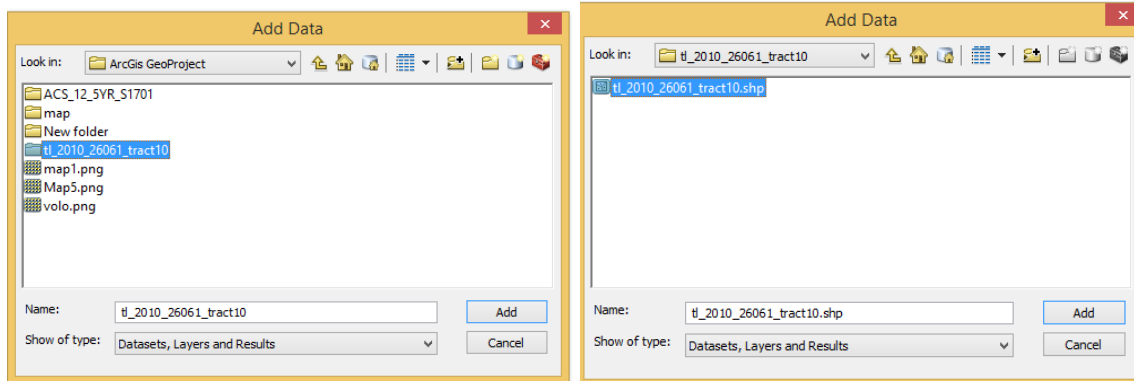 Add Data
Look in: ArcGis GeoProject
ACS_12_5YR_S1701
map
New folder
tl_2010_26061_tract10
map1.png
Map5.png
volo.png
Name: tl_2010_26061_tract10 Add
Show of type: Datasets, Layers and Results Cancel
Add Data
Look in: tl_2010_26061_tract10
tl_2010_26061_tract10.shp
Name: tl_2010_26061_tract10.shp Add
Show of type: Datasets, Layers and Results Cancel